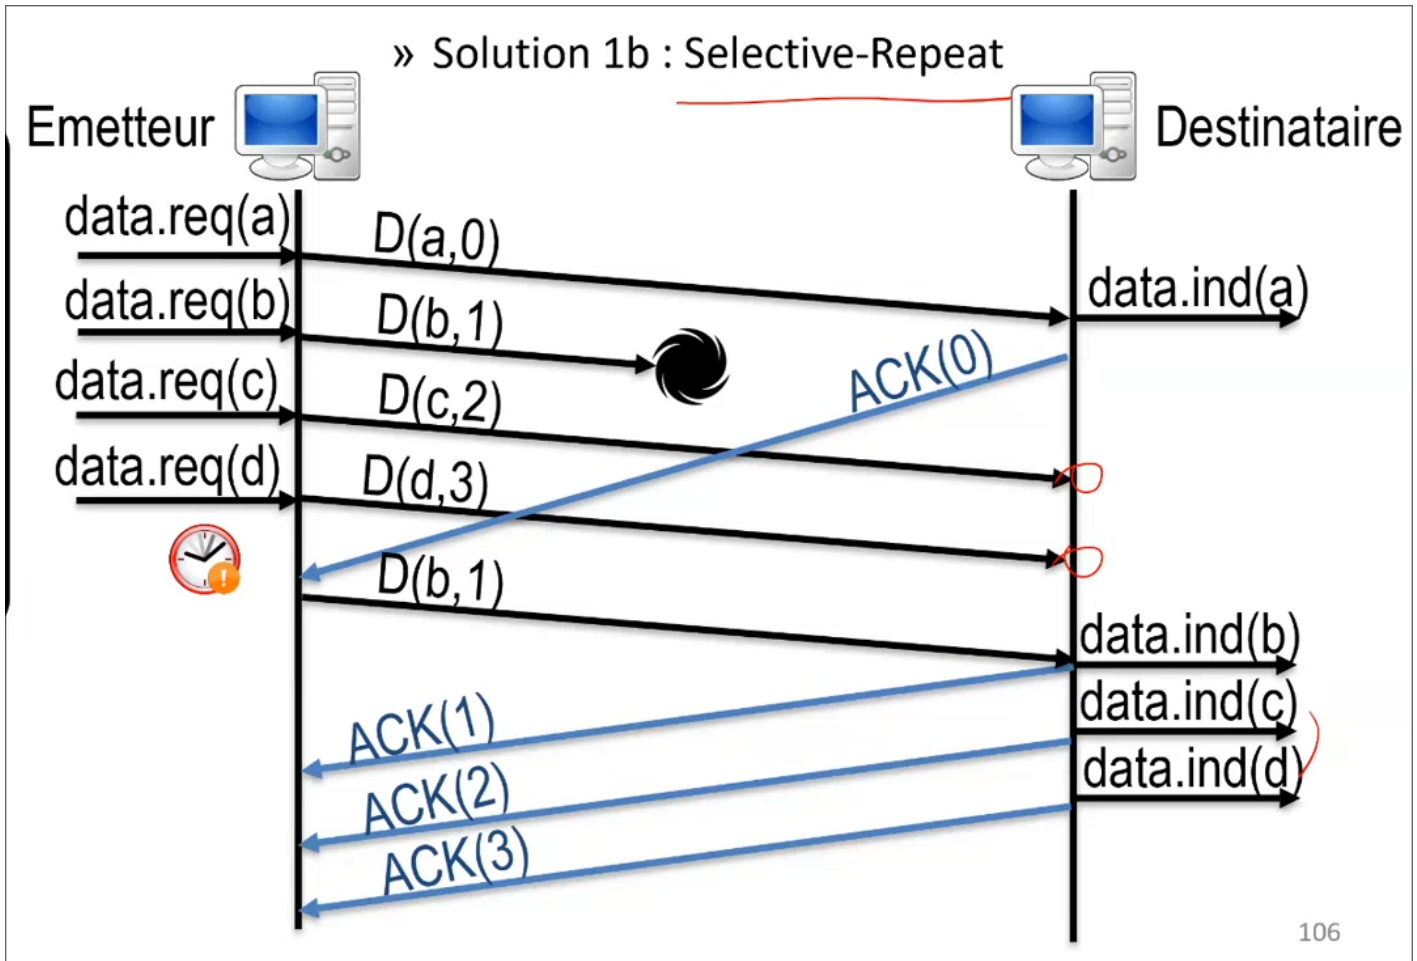 » Solution 1b : Selective-Repeat
Emetteur
Destinataire
data.req(a)
D(a,0)
data.ind(a)
data.req(b)
D(b,1)
ACK(0)
data.req(c)
D(c,2)
data.req(d)
D(d,3)
!
D(b,1)
data.ind(b)
ACK(1)
data.ind(c)
ACK(2)
data.ind(d)
ACK(3)
106